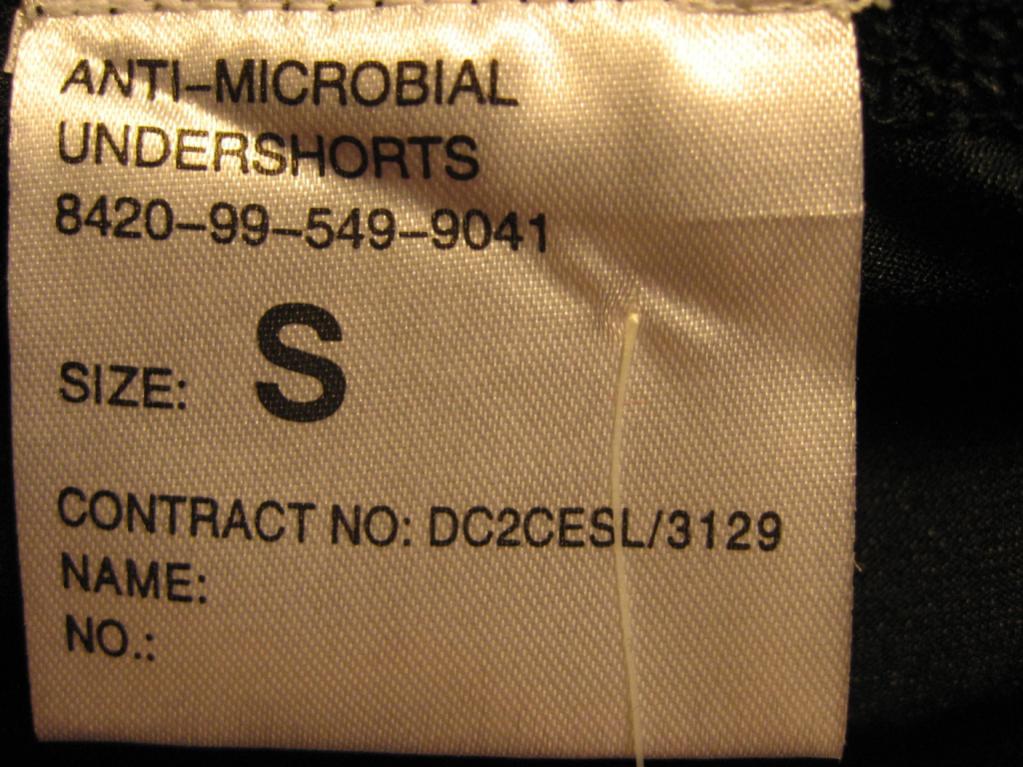 ANTI-MICROBIAL
UNDERSHORTS
8420-99-549-9041
SIZE: S
CONTRACT NO: DC2CESL/3129
NAME:
NO.: